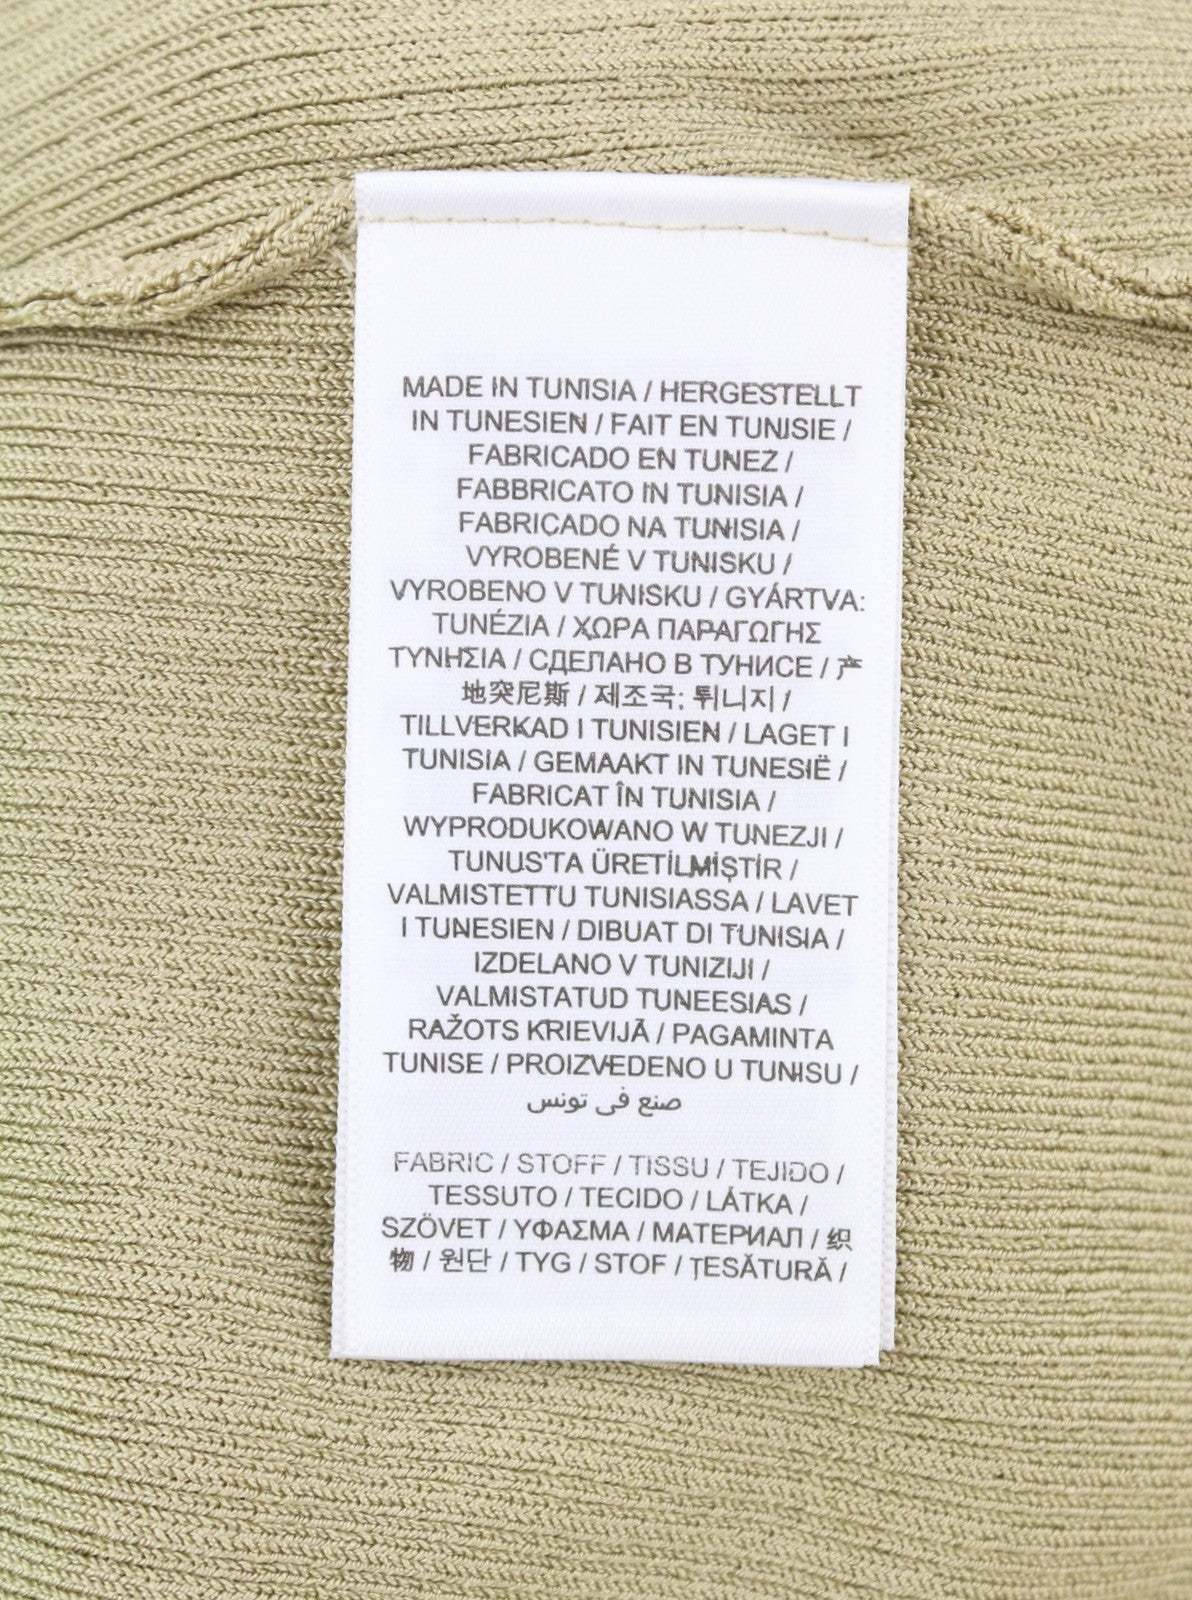 MADE IN TUNISIA / HERGESTELLT
IN TUNESIEN / FAIT EN TUNISIE /
FABRICADO EN TUNEZ /
FABBRICATO IN TUNISIA /
FABRICADO NA TUNISIA /
VYROBENÉ V TUNISKU /
VYROBENO V TUNISKU / GYÁRTVA:
TUNÉZIA / ΧΩΡΑ ΠΑΡΑΓΩΓΗΣ
ΤΥΝΗΣΙΑ / СДЕЛАНО В ТУНИСЕ / 产
地突尼斯 / 제조국: 튀니지 /
TILLVERKAD I TUNISIEN / LAGET I
TUNISIA / GEMAAKT IN TUNESIË /
FABRICAT ÎN TUNISIA /
WYPRODUKOWANO W TUNEZJI /
TUNUS'TA ÜRETİLMİŞTİR /
VALMISTETTU TUNISIASSA / LAVET
I TUNESIEN / DIBUAT DI TUNISIA /
IZDELANO V TUNIZIJI /
VALMISTATUD TUNEESIAS /
RAŽOTS KRIEVIJĀ / PAGAMINTA
TUNISE / PROIZVEDENO U TUNISU /
صنع في تونس
FABRIC / STOFF / TISSU / TEJIDO /
TESSUTO / TECIDO / LÁTKA /
SZÖVET / ΥΦΑΣΜΑ / МАТЕРИАЛ / 织
物 / 원단 / TYG / STOF / ȚESĂTURĂ /